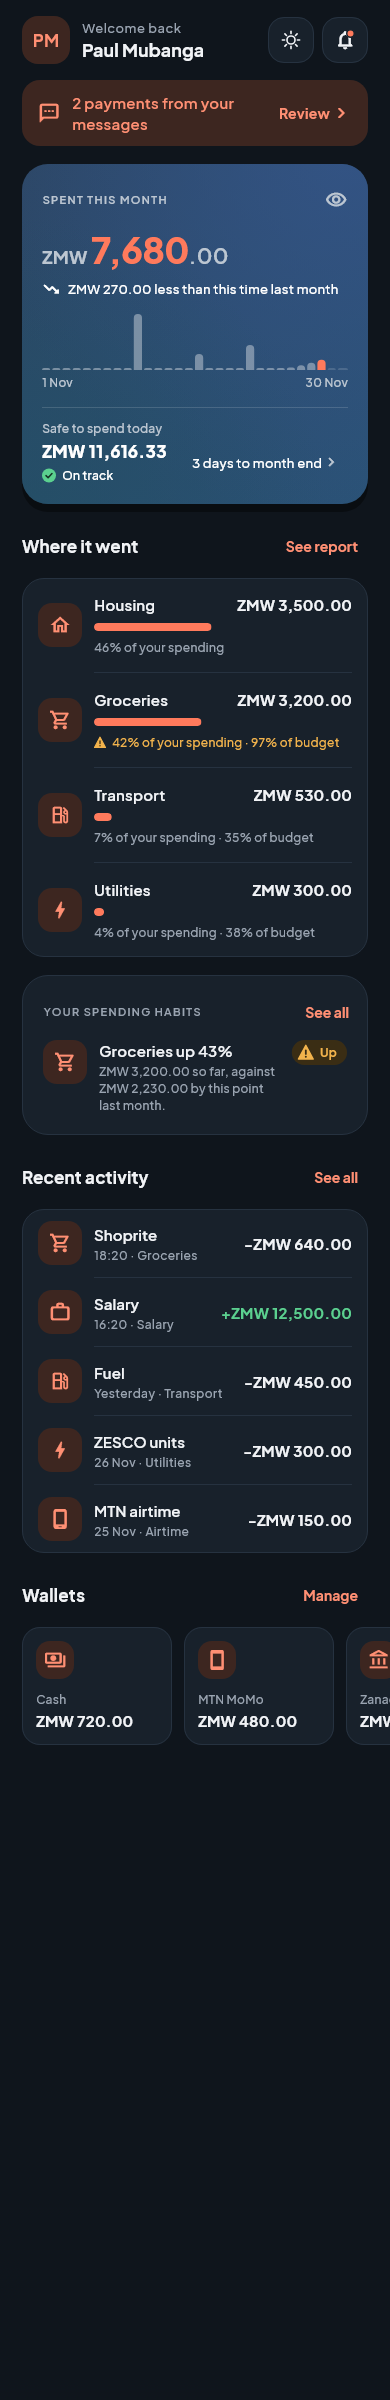 PM
Welcome back
Paul Mubanga
2 payments from your
messages
Review
SPENT THIS MONTH
ZMW 7,680.00
ZMW 270.00 less than this time last month
1 Nov
30 Nov
Safe to spend today
ZMW 11,616.33
On track
3 days to month end
Where it went
See report
Housing
ZMW 3,500.00
46% of your spending
Groceries
ZMW 3,200.00
42% of your spending · 97% of budget
Transport
ZMW 530.00
7% of your spending · 35% of budget
Utilities
ZMW 300.00
4% of your spending · 38% of budget
YOUR SPENDING HABITS
See all
Groceries up 43%
Up
ZMW 3,200.00 so far, against
ZMW 2,230.00 by this point
last month.
Recent activity
See all
Shoprite
18:20 · Groceries
−ZMW 640.00
Salary
16:20 · Salary
+ZMW 12,500.00
Fuel
Yesterday · Transport
−ZMW 450.00
ZESCO units
26 Nov · Utilities
−ZMW 300.00
MTN airtime
25 Nov · Airtime
−ZMW 150.00
Wallets
Manage
Cash
ZMW 720.00
MTN MoMo
ZMW 480.00